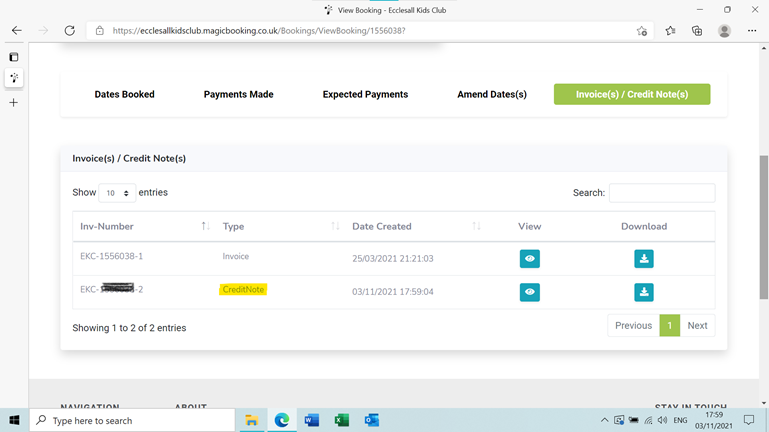 View Booking - Ecclesall Kids Club
https://ecclesallkidsclub.magicbooking.co.uk/Bookings/ViewBooking/1556038?
Dates Booked Payments Made Expected Payments Amend Dates(s) Invoice(s) / Credit Note(s)
Invoice(s) / Credit Note(s)
Show 10 entries Search:
Inv-Number Type Date Created View Download
EKC-1556038-1 Invoice 25/03/2021 21:21:03
EKC- -2 CreditNote 03/11/2021 17:59:04
Showing 1 to 2 of 2 entries Previous 1 Next
NAVIGATION ABOUT STAY IN TOUCH
Type here to search ENG 17:59
03/11/2021